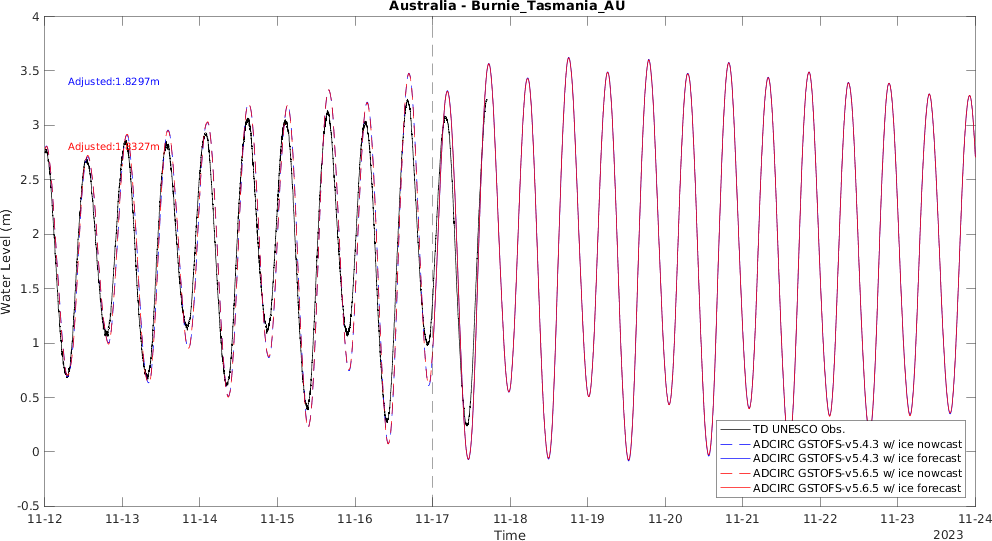 Australia - Burnie_Tasmania_AU
4
3.5
3
2.5
2
1.5
1
0.5
0
-0.5
Water Level (m)
Adjusted:1.8297m
TD UNESCO Obs.
ADCIRC GSTOFS-v5.4.3 w/ ice nowcast
ADCIRC GSTOFS-v5.4.3 w/ ice forecast
ADCIRC GSTOFS-v5.6.5 w/ ice nowcast
ADCIRC GSTOFS-v5.6.5 w/ ice forecast
11-12 11-13 11-14 11-15 11-16 11-17 11-18 11-19 11-20 11-21 11-22 11-23 11-24
Time
2023